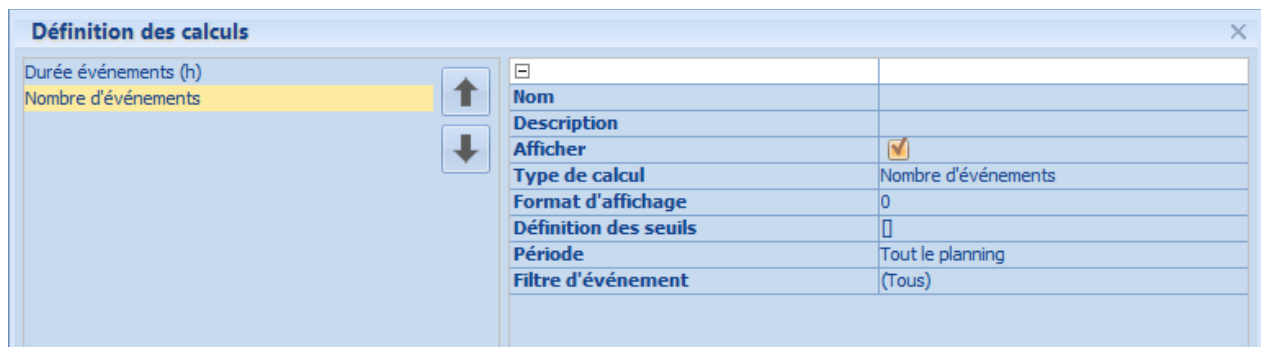 Définition des calculs
Durée événements (h)
Nombre d'événements
Nom
Description
Afficher
Type de calcul Nombre d'événements
Format d'affichage 0
Définition des seuils []
Période Tout le planning
Filtre d'événement (Tous)